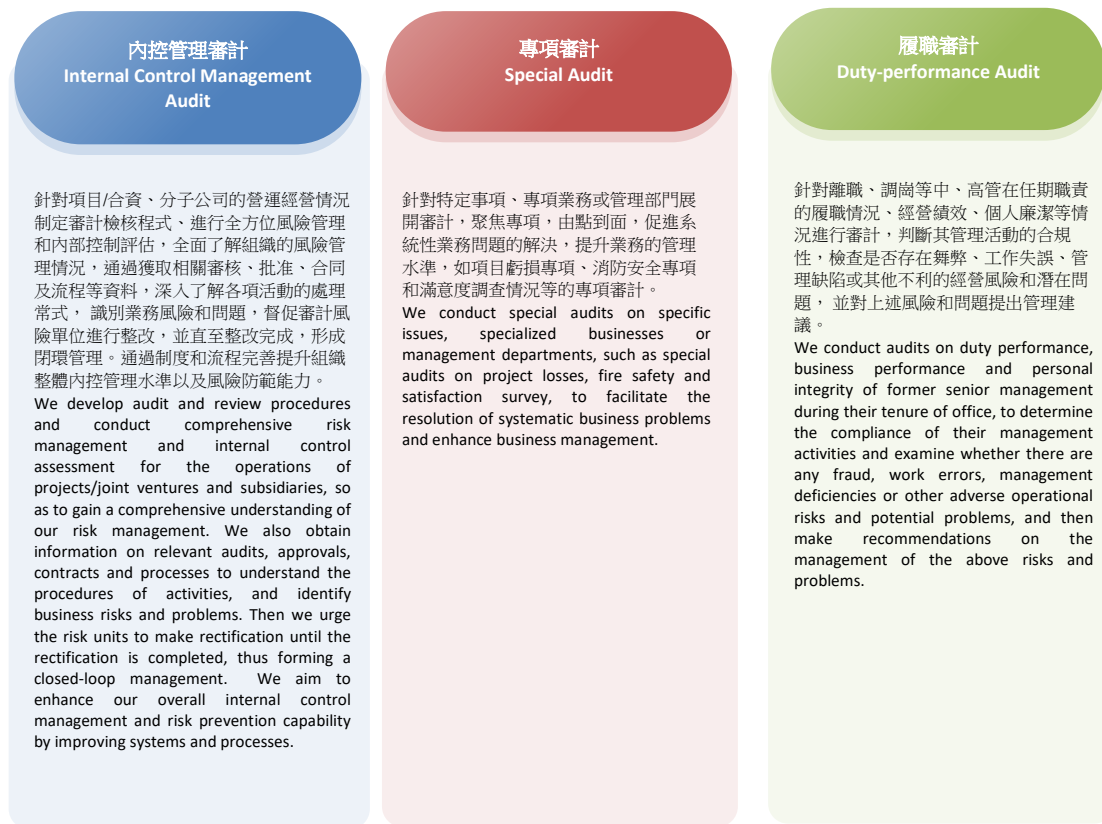 內控管理審計
Internal Control Management
Audit
針對項目/合資、分子公司的營運經營情況
制定審計檢核程式、進行全方位風險管理
和內部控制評估，全面了解組織的風險管
理情況，通過獲取相關審核、批准、合同
及流程等資料，深入了解各項活動的處理
常式， 識別業務風險和問題，督促審計風
險單位進行整改，並直至整改完成，形成
閉環管理。通過制度和流程完善提升組織
整體內控管理水準以及風險防範能力。
We develop audit and review procedures
and conduct comprehensive risk
management and internal control
assessment for the operations of
projects/joint ventures and subsidiaries, so
as to gain a comprehensive understanding of
our risk management. We also obtain
information on relevant audits, approvals,
contracts and processes to understand the
procedures of activities, and identify
business risks and problems. Then we urge
the risk units to make rectification until the
rectification is completed, thus forming a
closed-loop management. We aim to
enhance our overall internal control
management and risk prevention capability
by improving systems and processes.
專項審計
Special Audit
針對特定事項、專項業務或管理部門展
開審計，聚焦專項，由點到面，促進系
統性業務問題的解決，提升業務的管理
水準，如項目虧損專項、消防安全專項
和滿意度調查情況等的專項審計。
We conduct special audits on specific
issues, specialized businesses or
management departments, such as special
audits on project losses, fire safety and
satisfaction survey, to facilitate the
resolution of systematic business problems
and enhance business management.
履職審計
Duty-performance Audit
針對離職、調崗等中、高管在任期職責
的履職情況、經營績效、個人廉潔等情
況進行審計，判斷其管理活動的合規
性，檢查是否存在舞弊、工作失誤、管
理缺陷或其他不利的經營風險和潛在問
題， 並對上述風險和問題提出管理建
議。
We conduct audits on duty performance,
business performance and personal
integrity of former senior management
during their tenure of office, to determine
the compliance of their management
activities and examine whether there are
any fraud, work errors, management
deficiencies or other adverse operational
risks and potential problems, and then
make recommendations on the
management of the above risks and
problems.